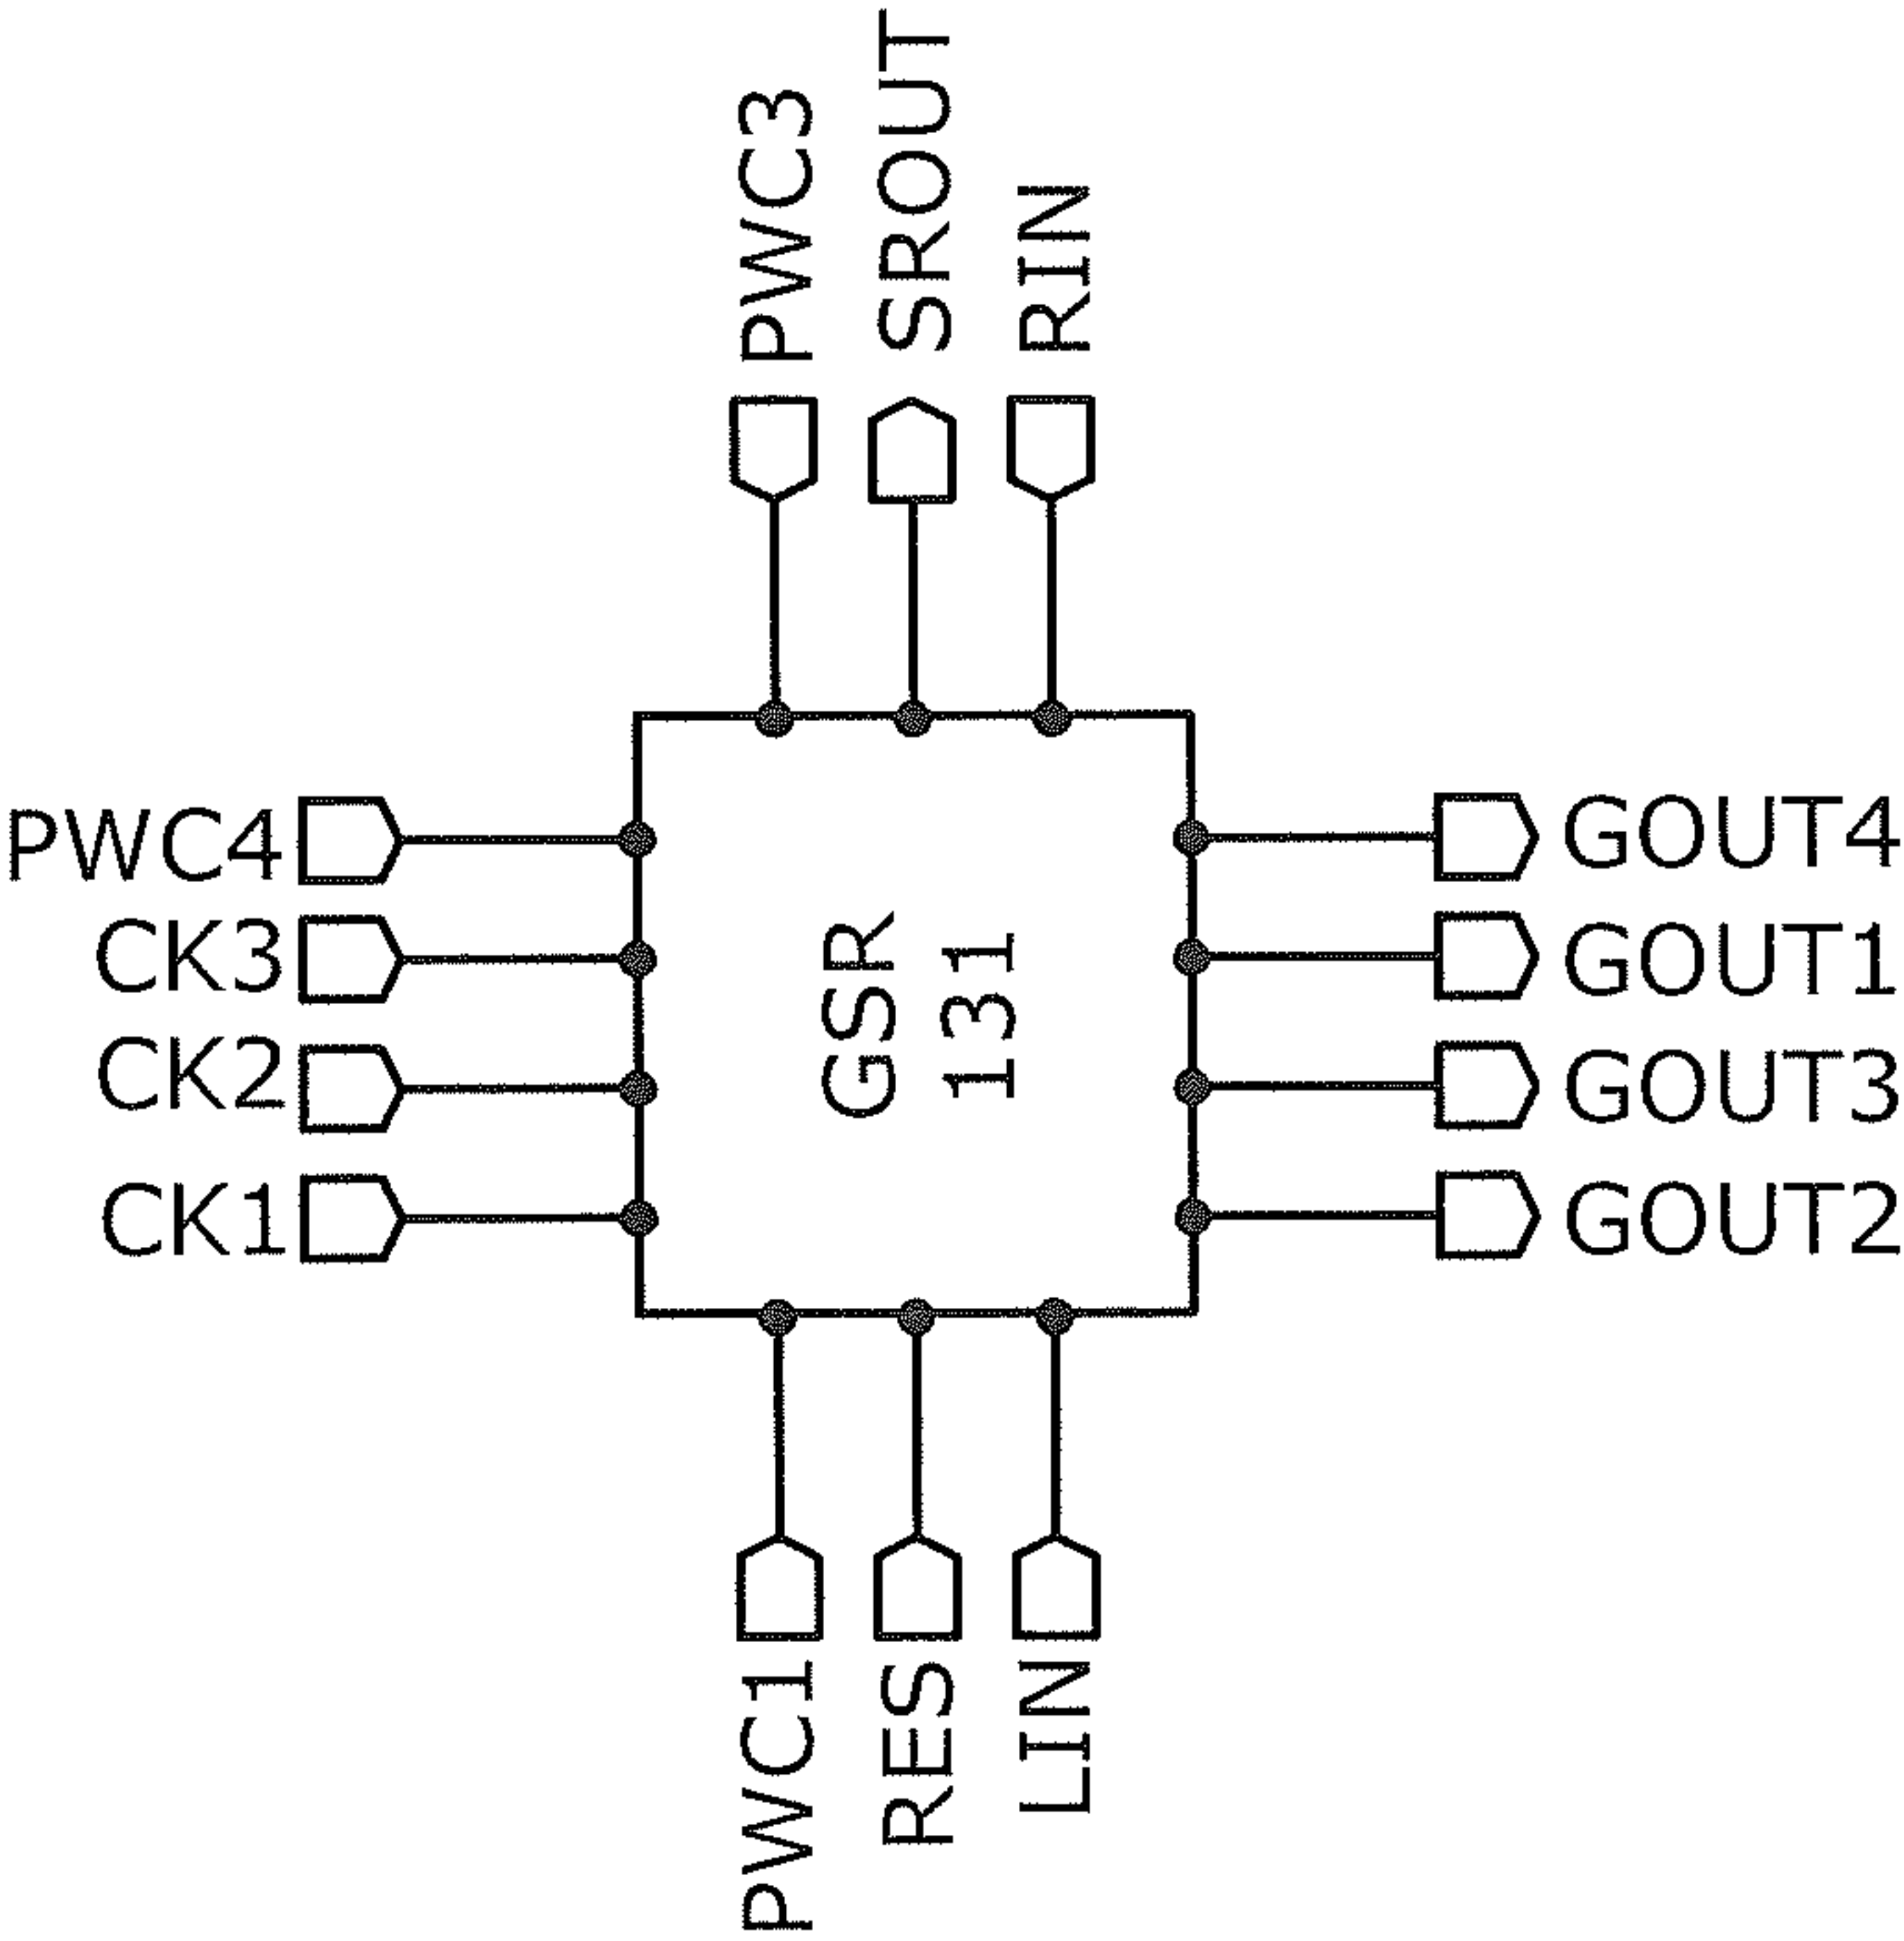 PWC3
SROUT
RIN
PWC4
CK3
CK2
CK1
GSR
131
GOUT4
GOUT1
GOUT3
GOUT2
PWC1
RES
LIN